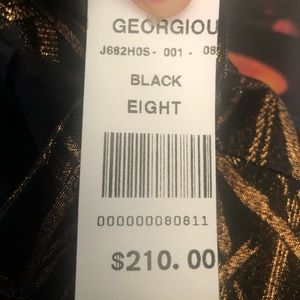 GEORGIOU
J682H0S- 001 - 08
BLACK
EIGHT
000000080811
$210.00